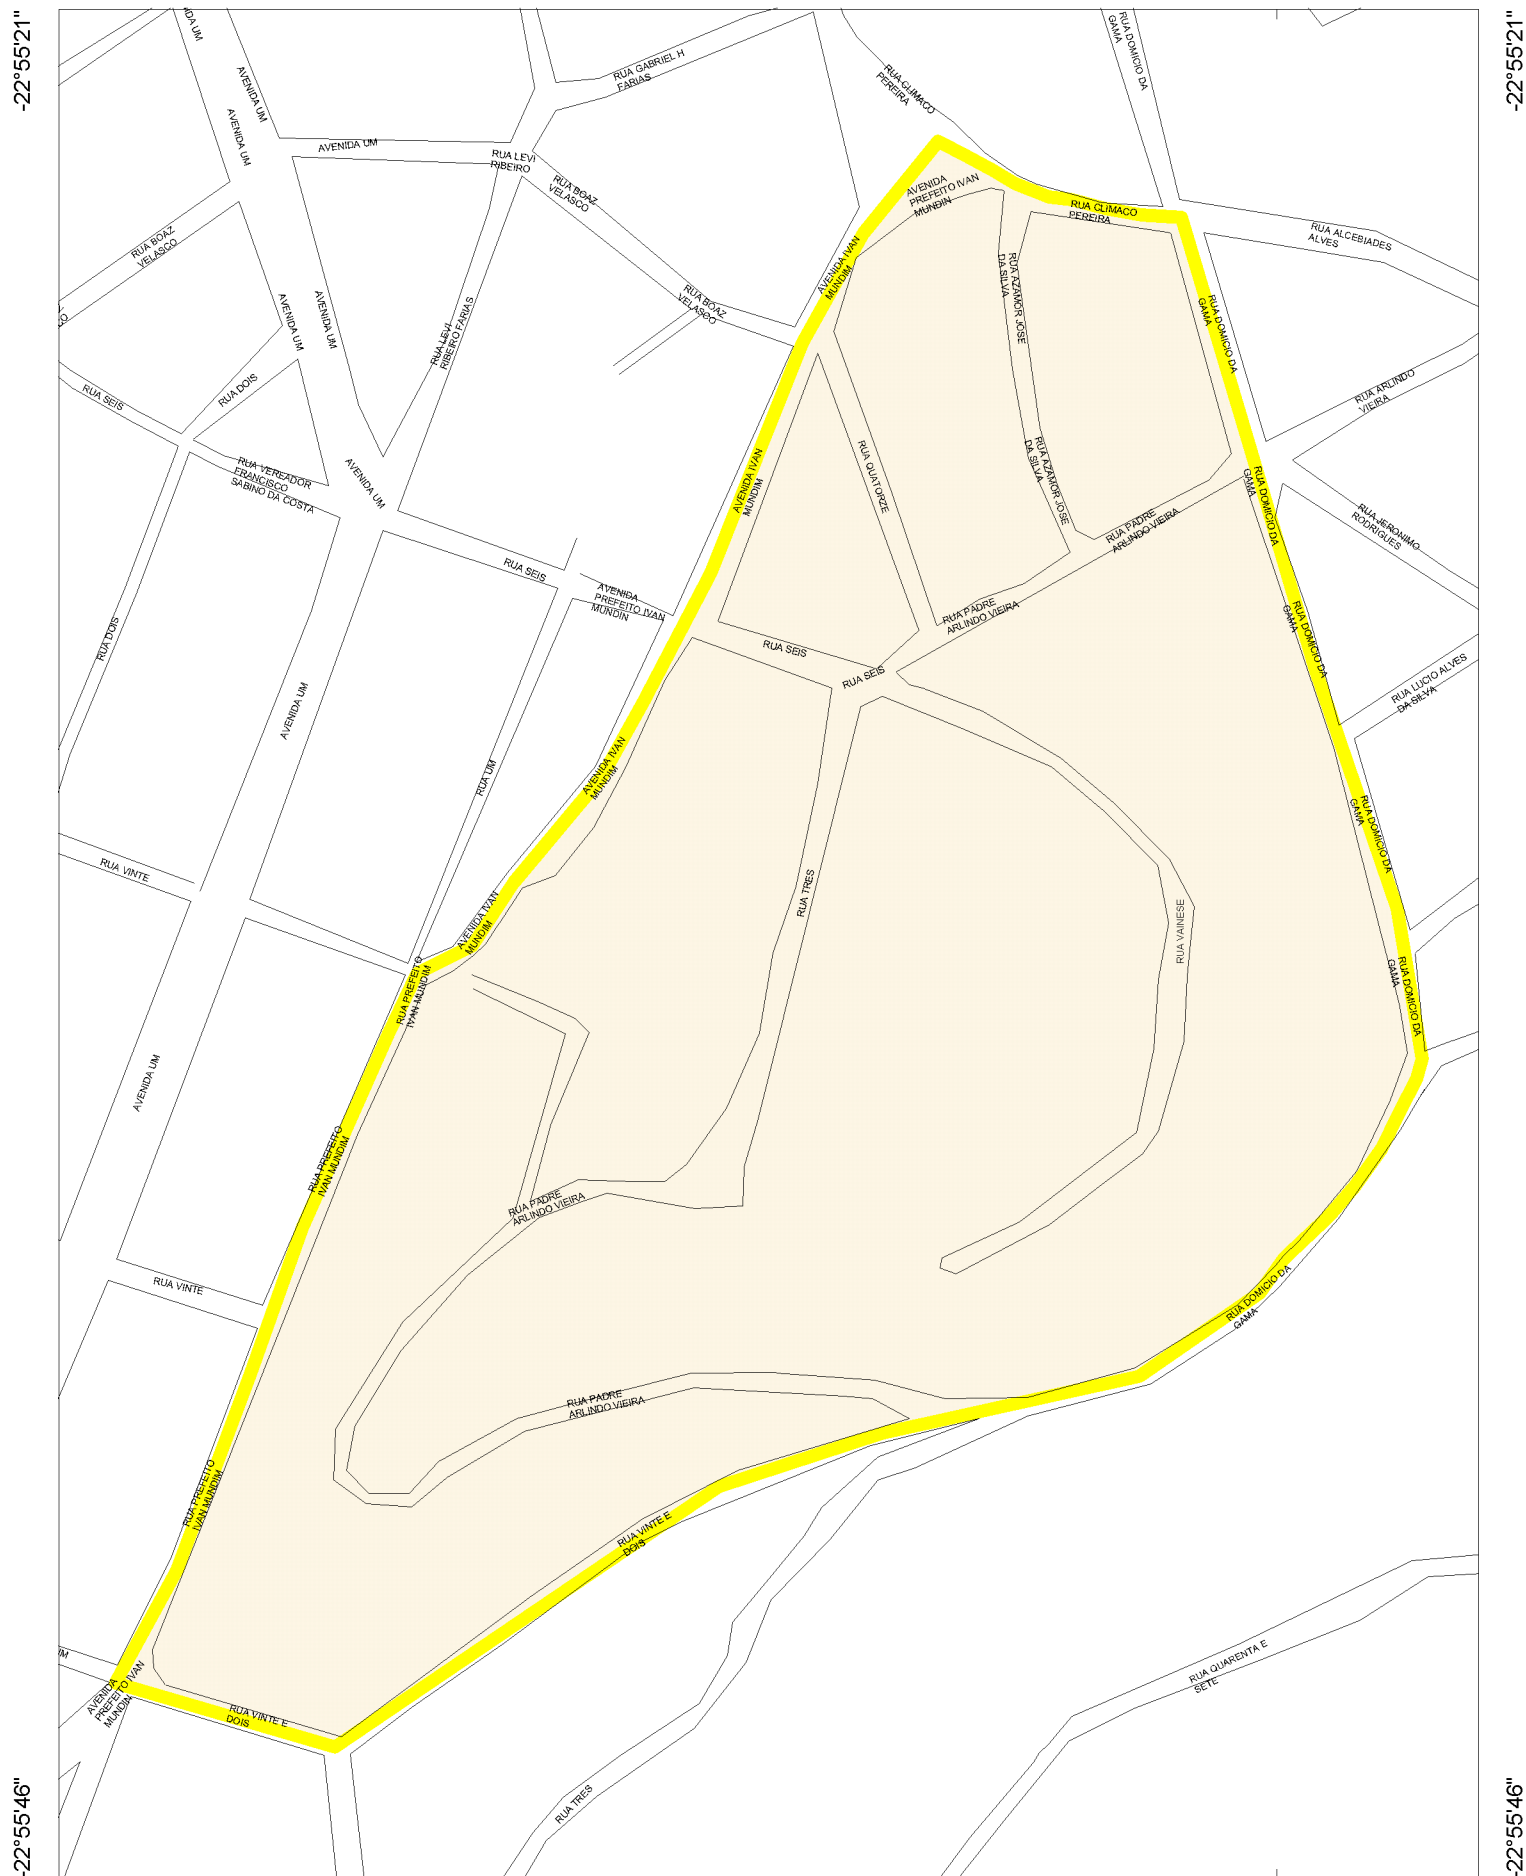 -22°55'21"
-22°55'21"
AVENIDA UM
AVENIDA UM
RUA GABRIEL H
FARIAS
RUA CLIMACO
PEREIRA
RUA DOMICIO DA
GAMA
AVENIDA UM
AVENIDA UM
RUA LEVI
RIBEIRO
RUA BOAZ
VELASCO
AVENIDA
PREFEITO IVAN
MUNDIN
RUA CLIMACO
PEREIRA
RUA ALCEBIADES
ALVES
RUA BOAZ
VELASCO
AVENIDA IVAN
MUNDIM
RUA AZAMOR JOSE
DA SILVA
RUA BOAZ
VELASCO
AVENIDA UM
AVENIDA UM
RUA LEVI
RIBEIRO FARIAS
RUA DOMICIO DA
GAMA
RUA SEIS
RUA DOIS
RUA ARLINDO
VIEIRA
RUA VEREADOR
FRANCISCO
SABINO DA COSTA
AVENIDA UM
AVENIDA IVAN
MUNDIM
RUA QUATORZE
RUA AZAMOR JOSE
DA SILVA
RUA PADRE
ARLINDO VIEIRA
RUA DOMICIO DA
GAMA
RUA JERONIMO
RODRIGUES
RUA SEIS
AVENIDA
PREFEITO IVAN
MUNDIN
RUA PADRE
ARLINDO VIEIRA
RUA DOIS
RUA SEIS
RUA SEIS
RUA DOMICIO DA
GAMA
RUA LUCIO ALVES
DA SILVA
AVENIDA UM
RUA UM
AVENIDA IVAN
MUNDIM
RUA DOMICIO DA
GAMA
RUA VINTE
RUA TRES
RUA VAINESE
AVENIDA IVAN
MUNDIM
RUA PREFEITO
IVAN MUNDIM
RUA DOMICIO DA
GAMA
AVENIDA UM
RUA PREFEITO
IVAN MUNDIM
RUA PADRE
ARLINDO VIEIRA
RUA VINTE
RUA DOMICIO DA
GAMA
RUA PADRE
ARLINDO VIEIRA
RUA PREFEITO
IVAN MUNDIM
RUA VINTE E
DOIS
RUA QUARENTA E
SETE
AVENIDA
PREFEITO IVAN
MUNDIN
RUA VINTE E
DOIS
RUA TRES
-22°55'46"
-22°55'46"